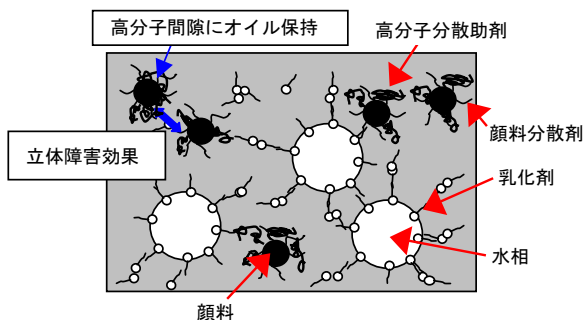 高分子間隙にオイル保持
高分子分散助剤
顔料分散剤
立体障害効果
乳化剤
水相
顔料